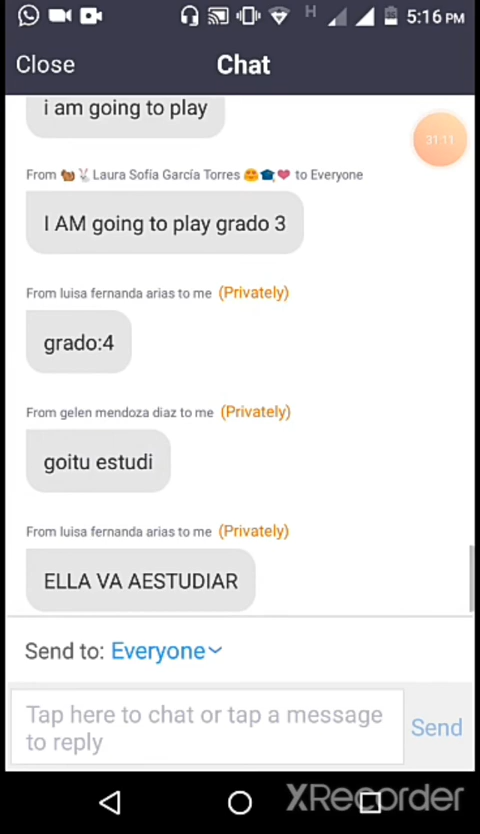 H 5:16 PM
Close Chat
i am going to play
31:11
From 🐿️🐰 Laura Sofía García Torres 🤗🎓❤️ to Everyone
I AM going to play grado 3
From luisa fernanda arias to me (Privately)
grado:4
From gelen mendoza diaz to me (Privately)
goitu estudi
From luisa fernanda arias to me (Privately)
ELLA VA AESTUDIAR
Send to: Everyone
Tap here to chat or tap a message
to reply
Send
XRecorder